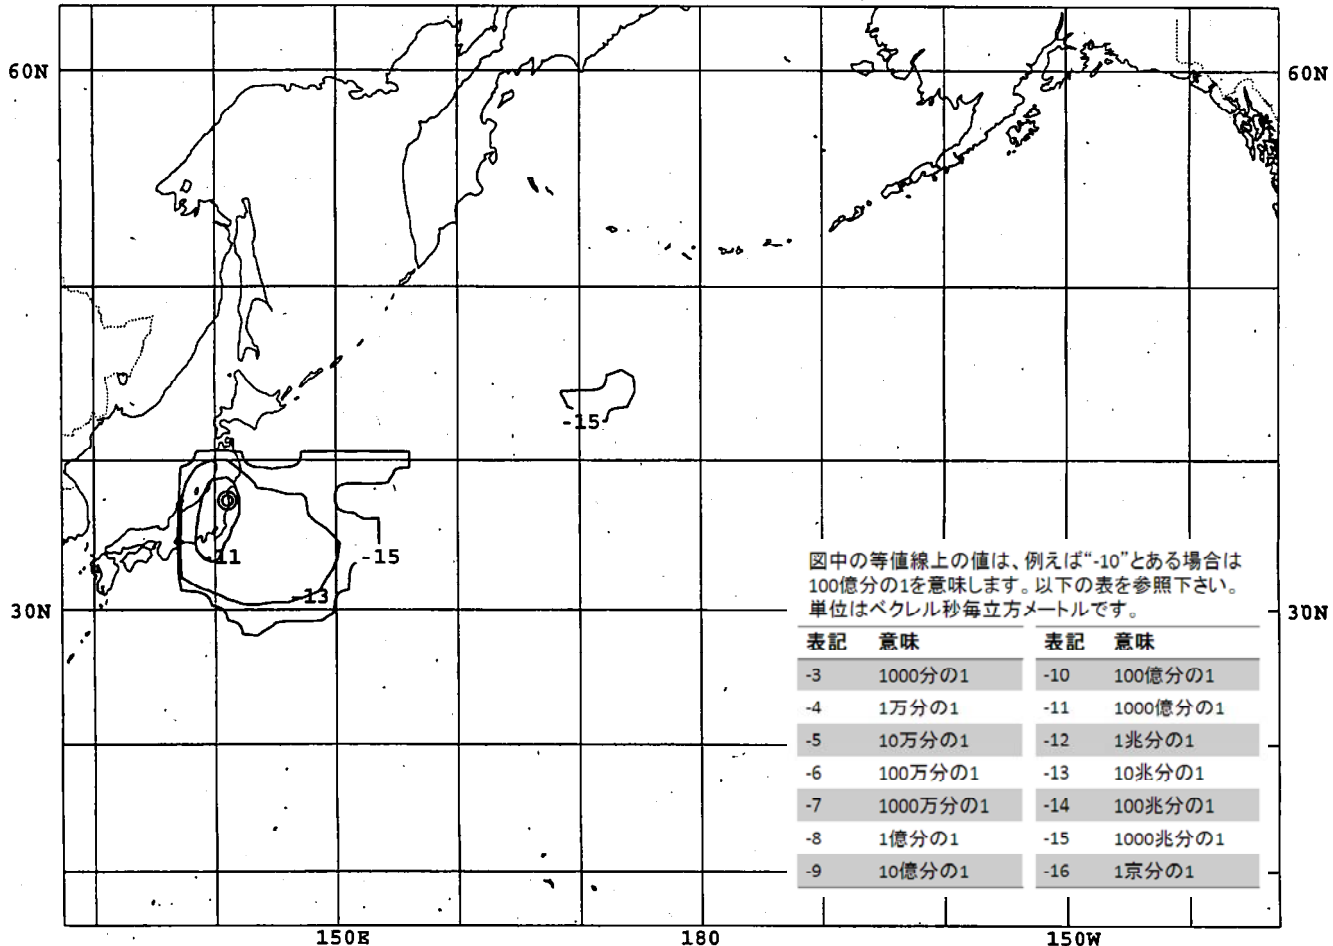 60N
60N
-15
-11
-15
-13
30N
30N
図中の等値線上の値は、例えば“-10”とある場合は
100億分の1を意味します。以下の表を参照下さい。
単位はベクレル秒毎立方メートルです。
表記 意味 表記 意味
-3 1000分の1 -10 100億分の1
-4 1万分の1 -11 1000億分の1
-5 10万分の1 -12 1兆分の1
-6 100万分の1 -13 10兆分の1
-7 1000万分の1 -14 100兆分の1
-8 1億分の1 -15 1000兆分の1
-9 10億分の1 -16 1京分の1
150E 180 150W